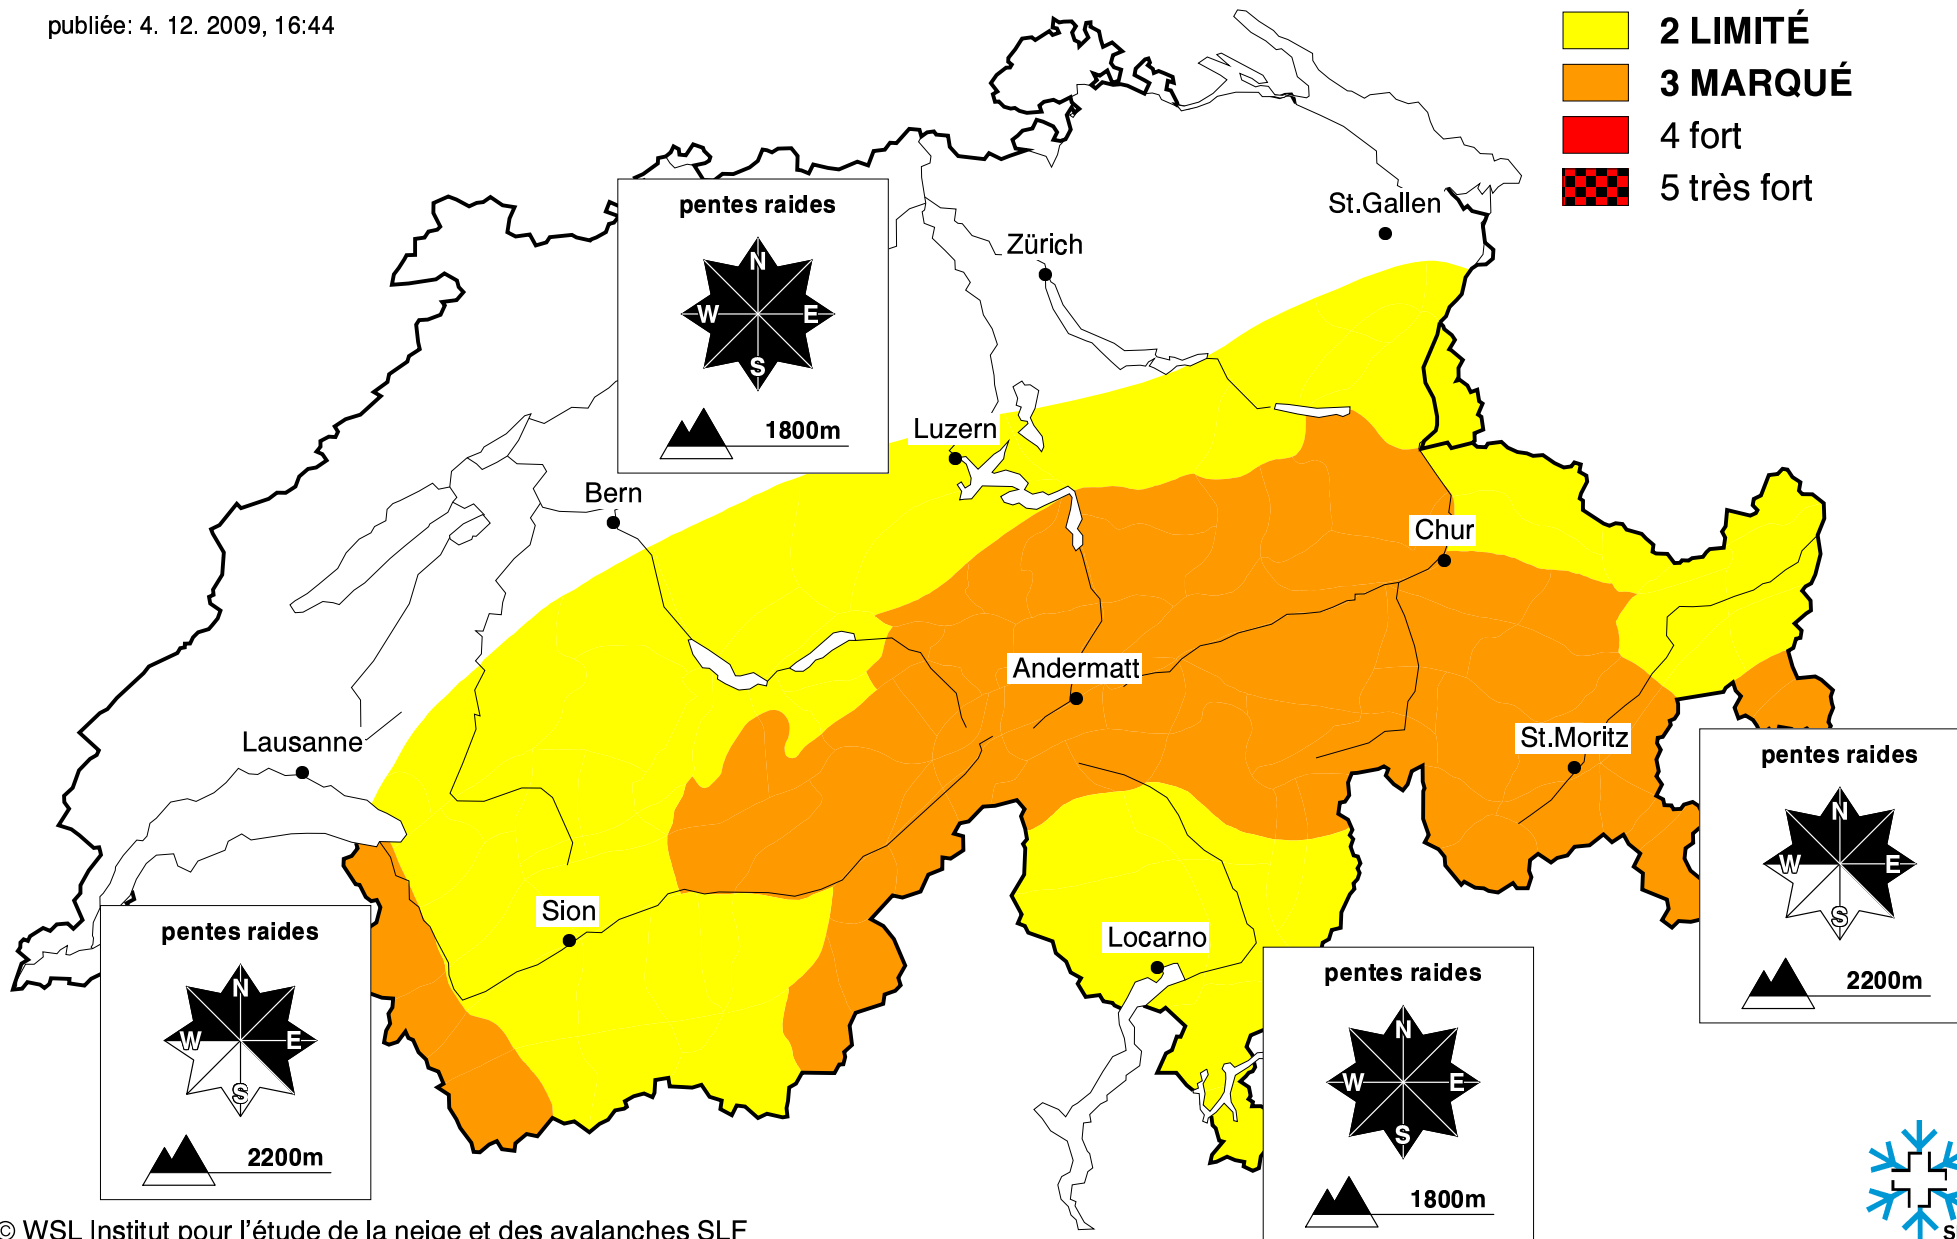 publiée: 4. 12. 2009, 16:44
2 LIMITÉ
3 MARQUÉ
4 fort
5 très fort
St.Gallen
Zürich
pentes raides
N
W E
S
1800m
Luzern
Bern
Chur
Andermatt
St.Moritz
Lausanne
pentes raides
N
W E
S
2200m
Sion
Locarno
pentes raides
N
W E
S
2200m
pentes raides
N
W E
S
1800m
© WSL Institut pour l'étude de la neige et des avalanches SLF